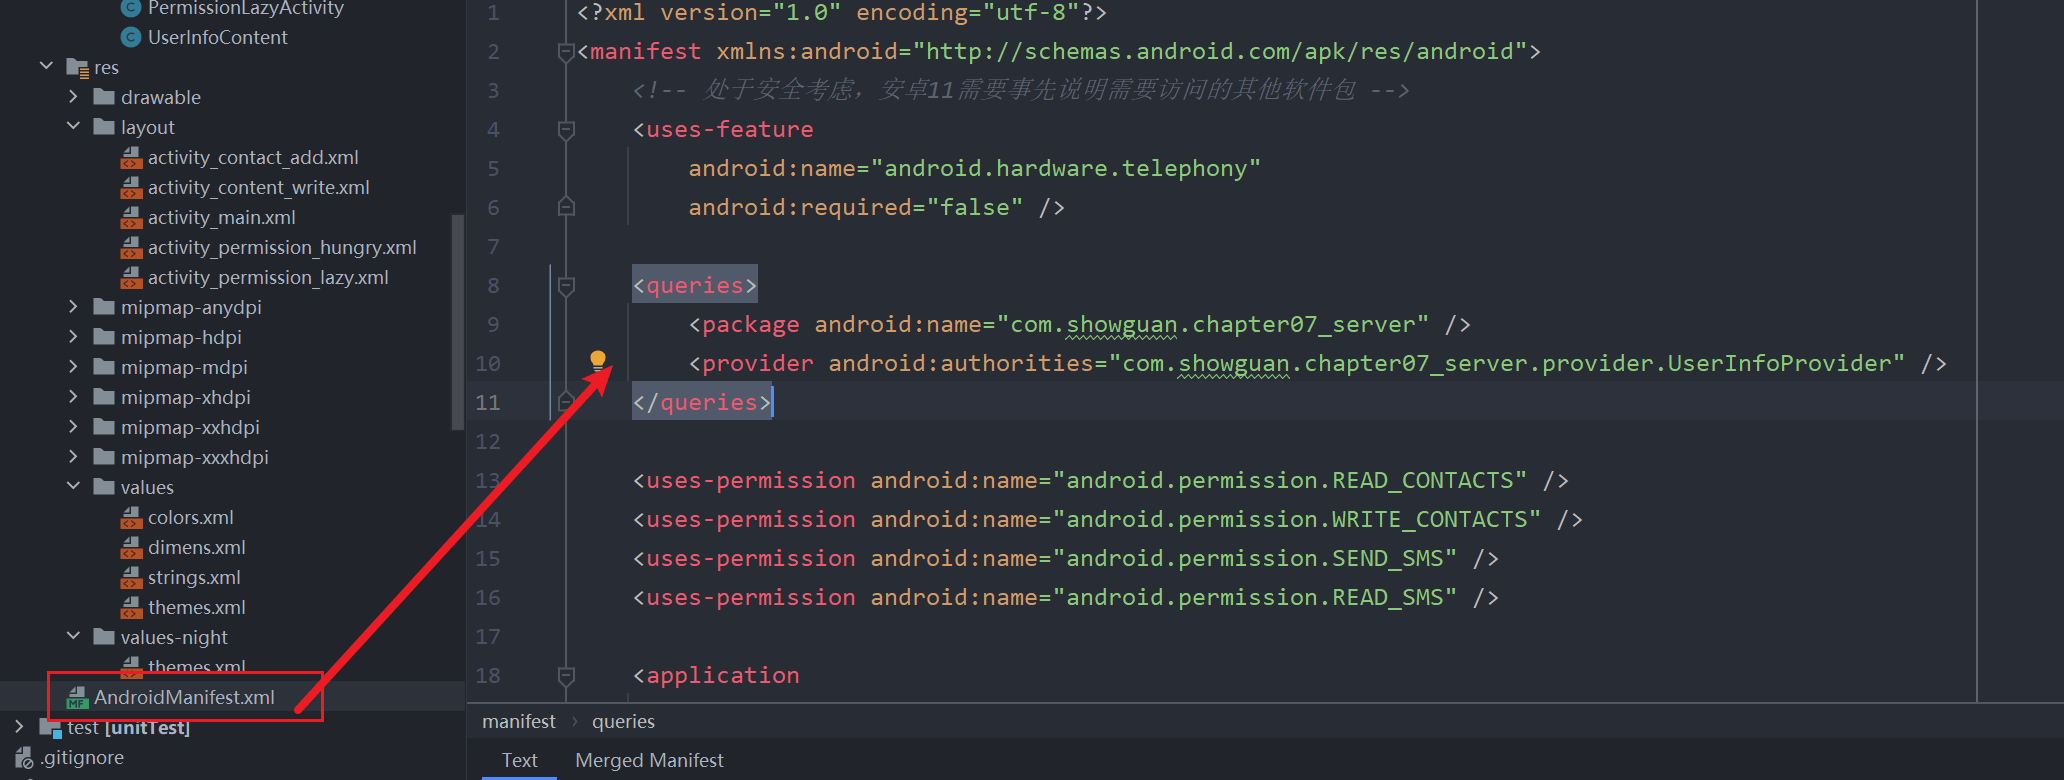 PermissionLazyActivity
UserInfoContent
res
drawable
layout
activity_contact_add.xml
activity_content_write.xml
activity_main.xml
activity_permission_hungry.xml
activity_permission_lazy.xml
mipmap-anydpi
mipmap-hdpi
mipmap-mdpi
mipmap-xhdpi
mipmap-xxhdpi
mipmap-xxxhdpi
values
colors.xml
dimens.xml
strings.xml
themes.xml
values-night
themes.xml
AndroidManifest.xml
test [unitTest]
.gitignore
1 <?xml version="1.0" encoding="utf-8"?>
2 <manifest xmlns:android="http://schemas.android.com/apk/res/android">
3 <!-- 处于安全考虑，安卓11需要事先说明需要访问的其他软件包 -->
4 <uses-feature
5 android:name="android.hardware.telephony"
6 android:required="false" />
7
8 <queries>
9 <package android:name="com.showguan.chapter07_server" />
10 <provider android:authorities="com.showguan.chapter07_server.provider.UserInfoProvider" />
11 </queries>
12
13 <uses-permission android:name="android.permission.READ_CONTACTS" />
14 <uses-permission android:name="android.permission.WRITE_CONTACTS" />
15 <uses-permission android:name="android.permission.SEND_SMS" />
16 <uses-permission android:name="android.permission.READ_SMS" />
17
18 <application
manifest > queries
Text Merged Manifest